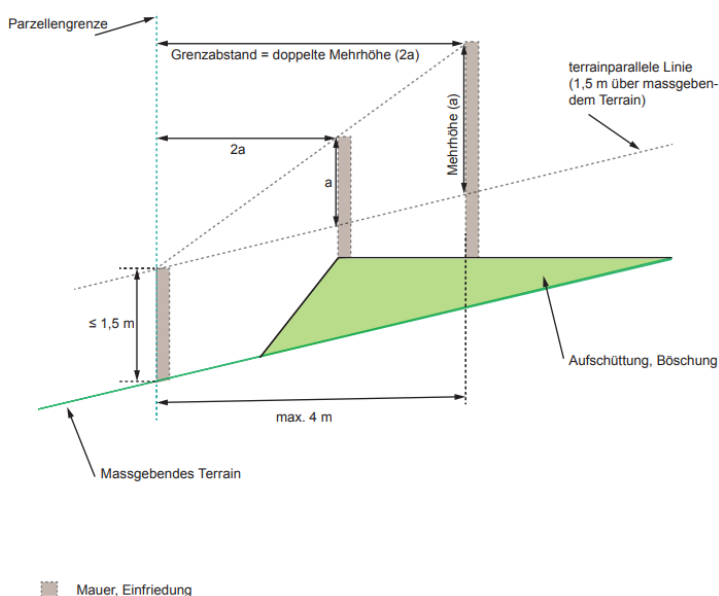 Parzellengrenze
Grenzabstand = doppelte Mehrhöhe (2a)
terrainparallele Linie
(1,5 m über massgeben-
dem Terrain)
Mehrhöhe (a)
2a
a
≤ 1,5 m
Aufschüttung, Böschung
max. 4 m
Massgebendes Terrain
Mauer, Einfriedung